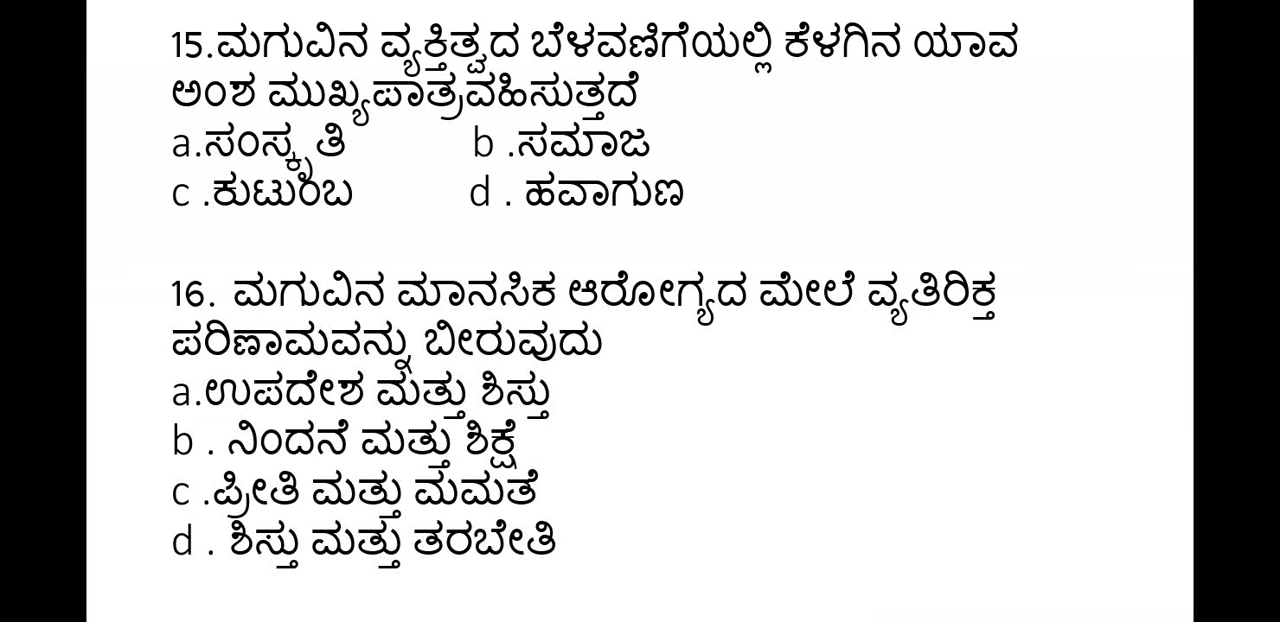 15.ಮಗುವಿನ ವ್ಯಕ್ತಿತ್ವದ ಬೆಳವಣಿಗೆಯಲ್ಲಿ ಕೆಳಗಿನ ಯಾವ
ಅಂಶ ಮುಖ್ಯಪಾತ್ರವಹಿಸುತ್ತದೆ
a.ಸಂಸ್ಕೃತಿ b .ಸಮಾಜ
c .ಕುಟುಂಬ d . ಹವಾಗುಣ
16. ಮಗುವಿನ ಮಾನಸಿಕ ಆರೋಗ್ಯದ ಮೇಲೆ ವ್ಯತಿರಿಕ್ತ
ಪರಿಣಾಮವನ್ನು ಬೀರುವುದು
a.ಉಪದೇಶ ಮತ್ತು ಶಿಸ್ತು
b . ನಿಂದನೆ ಮತ್ತು ಶಿಕ್ಷೆ
c .ಪ್ರೀತಿ ಮತ್ತು ಮಮತೆ
d . ಶಿಸ್ತು ಮತ್ತು ತರಬೇತಿ